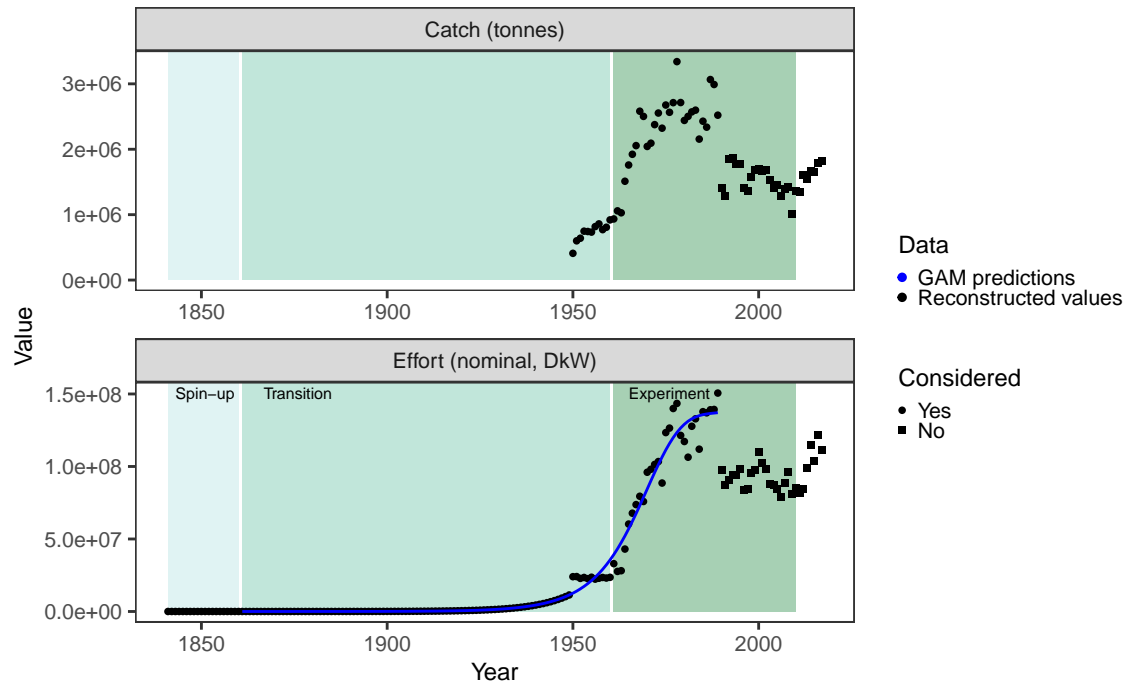 Catch (tonnes)
3e+06
2e+06
1e+06
0e+00
1850 1900 1950 2000
Value
Effort (nominal, DkW)
Spin−up Transition Experiment
1.5e+08
1.0e+08
5.0e+07
0.0e+00
1850 1900 1950 2000
Year
Data
GAM predictions
Reconstructed values
Considered
Yes
No